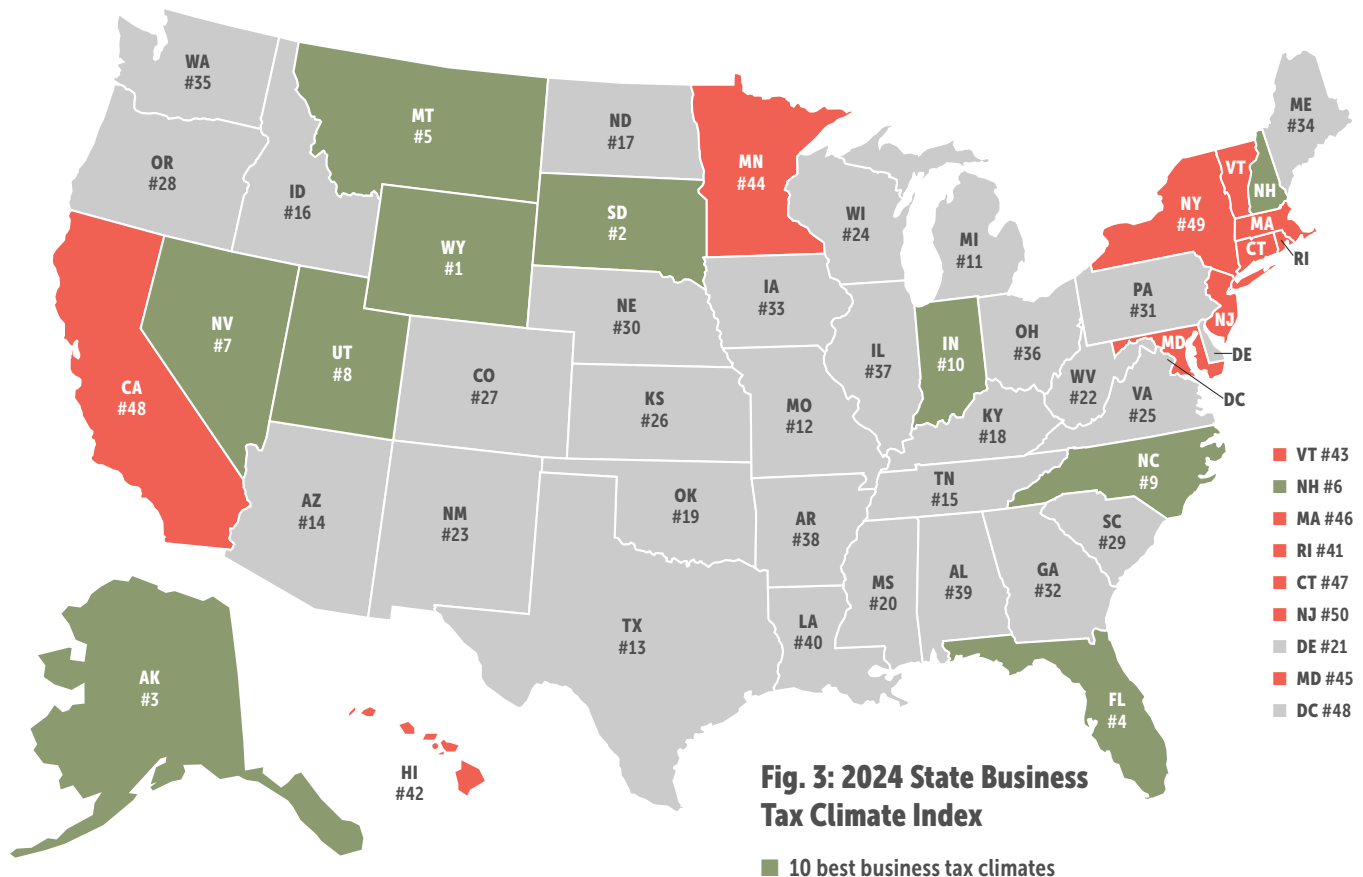 WA
#35
MT
#5
ND
#17
MN
#44
ME
#34
OR
#28
ID
#16
SD
#2
WI
#24
MI
#11
VT
NH
NY
#49
MA
CT
RI
WY
#1
IA
#33
PA
#31
NJ
NV
#7
UT
#8
NE
#30
IL
#37
IN
#10
OH
#36
MD
DE
DC
CA
#48
CO
#27
KS
#26
MO
#12
KY
#18
WV
#22
VA
#25
AZ
#14
NM
#23
OK
#19
AR
#38
TN
#15
NC
#9
SC
#29
TX
#13
LA
#40
MS
#20
AL
#39
GA
#32
FL
#4
AK
#3
HI
#42
VT #43
NH #6
MA #46
RI #41
CT #47
NJ #50
DE #21
MD #45
DC #48
Fig. 3: 2024 State Business
Tax Climate Index
10 best business tax climates